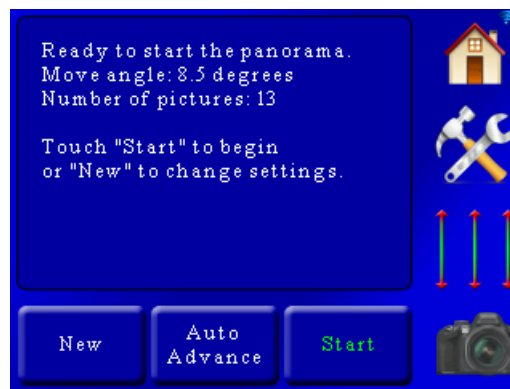 Ready to start the panorama.
Move angle: 8.5 degrees
Number of pictures: 13
Touch "Start" to begin
or "New" to change settings.
New
Auto
Advance
Start